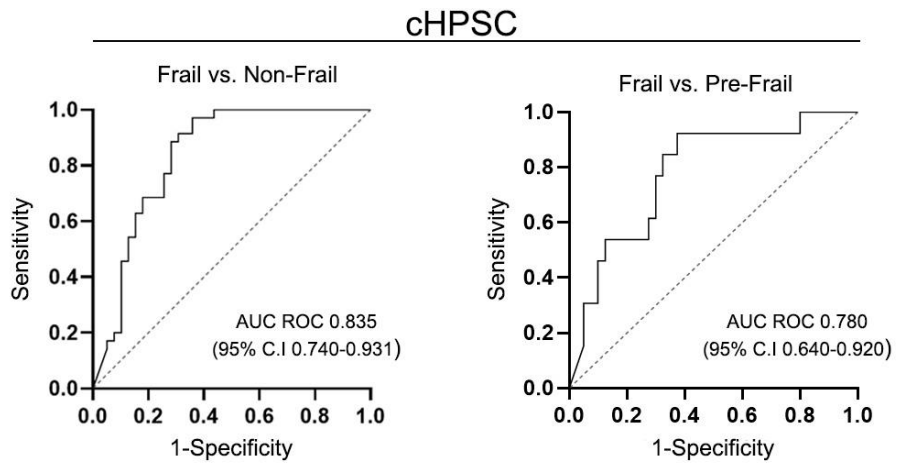 cHPSC
Frail vs. Non-Frail
1.0
0.8
0.6
0.4
0.2
0.0
Sensitivity
AUC ROC 0.835
(95% C.I 0.740-0.931)
0.0 0.2 0.4 0.6 0.8 1.0
1-Specificity
Frail vs. Pre-Frail
1.0
0.8
0.6
0.4
0.2
0.0
Sensitivity
AUC ROC 0.780
(95% C.I 0.640-0.920)
0.0 0.2 0.4 0.6 0.8 1.0
1-Specificity